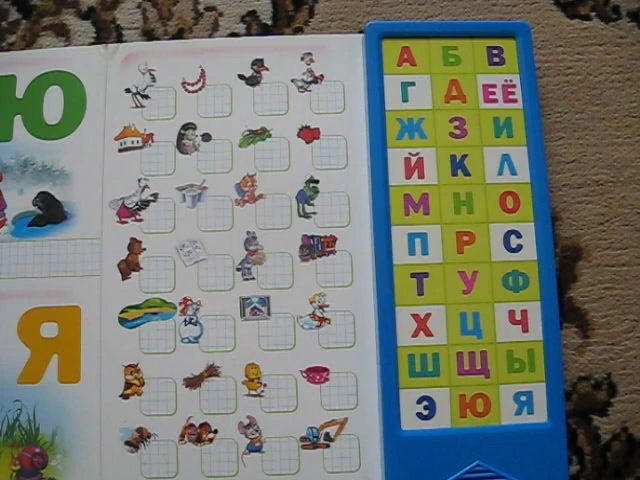 Ю
Я
А Б В
Г Д ЕЁ
Ж З И
Й К Л
М Н О
П Р С
Т У Ф
Х Ц Ч
Ш Щ Ы
Э Ю Я